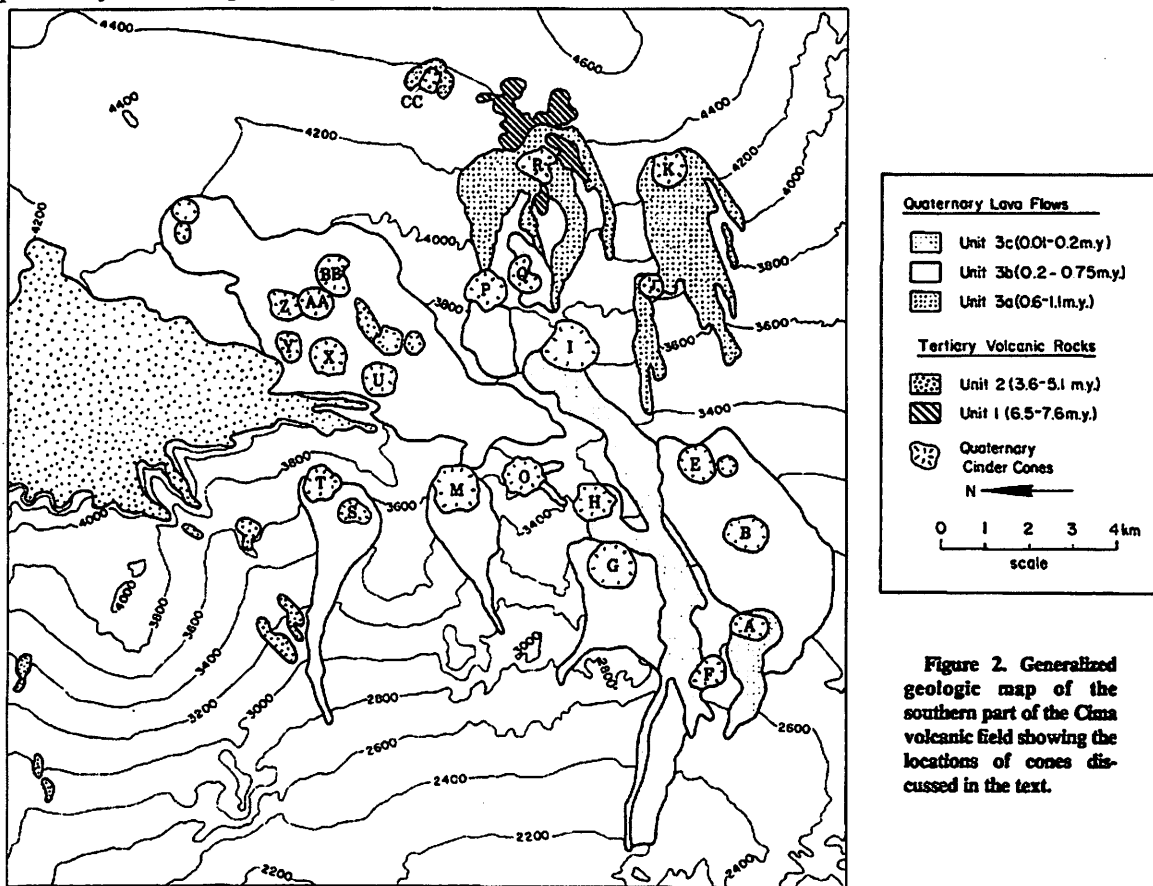 4400
4600
CC
4400
4400
4200
R
K
4200
4000
4200
4000
3800
BB
Q
P
Z
AA
J
3800
3600
Y
X
I
3600
U
3400
3800
E
T
M
O
3600
S
3400
H
B
4000
G
4000
3800
3600
A
3400
3000
2800
F
3200
3000
2800
2600
2600
2400
2200
2200
2400
Quaternary Lava Flows
Unit 3c (0.01-0.2m.y)
Unit 3b (0.2 - 0.75m.y.)
Unit 3a (0.6-1.1m.y.)
Tertiary Volcanic Rocks
Unit 2 (3.6-5.1 m.y.)
Unit 1 (6.5-7.6m.y.)
Quaternary
Cinder Cones
N
0 1 2 3 4 km
scale
Figure 2. Generalized
geologic map of the
southern part of the Cima
volcanic field showing the
locations of cones dis-
cussed in the text.